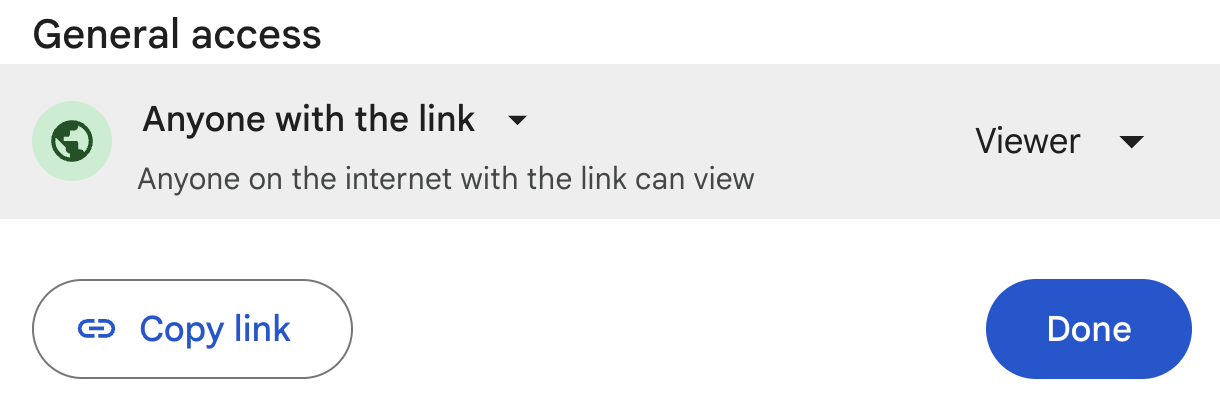 General access
Anyone with the link
Viewer
Anyone on the internet with the link can view
Copy link
Done